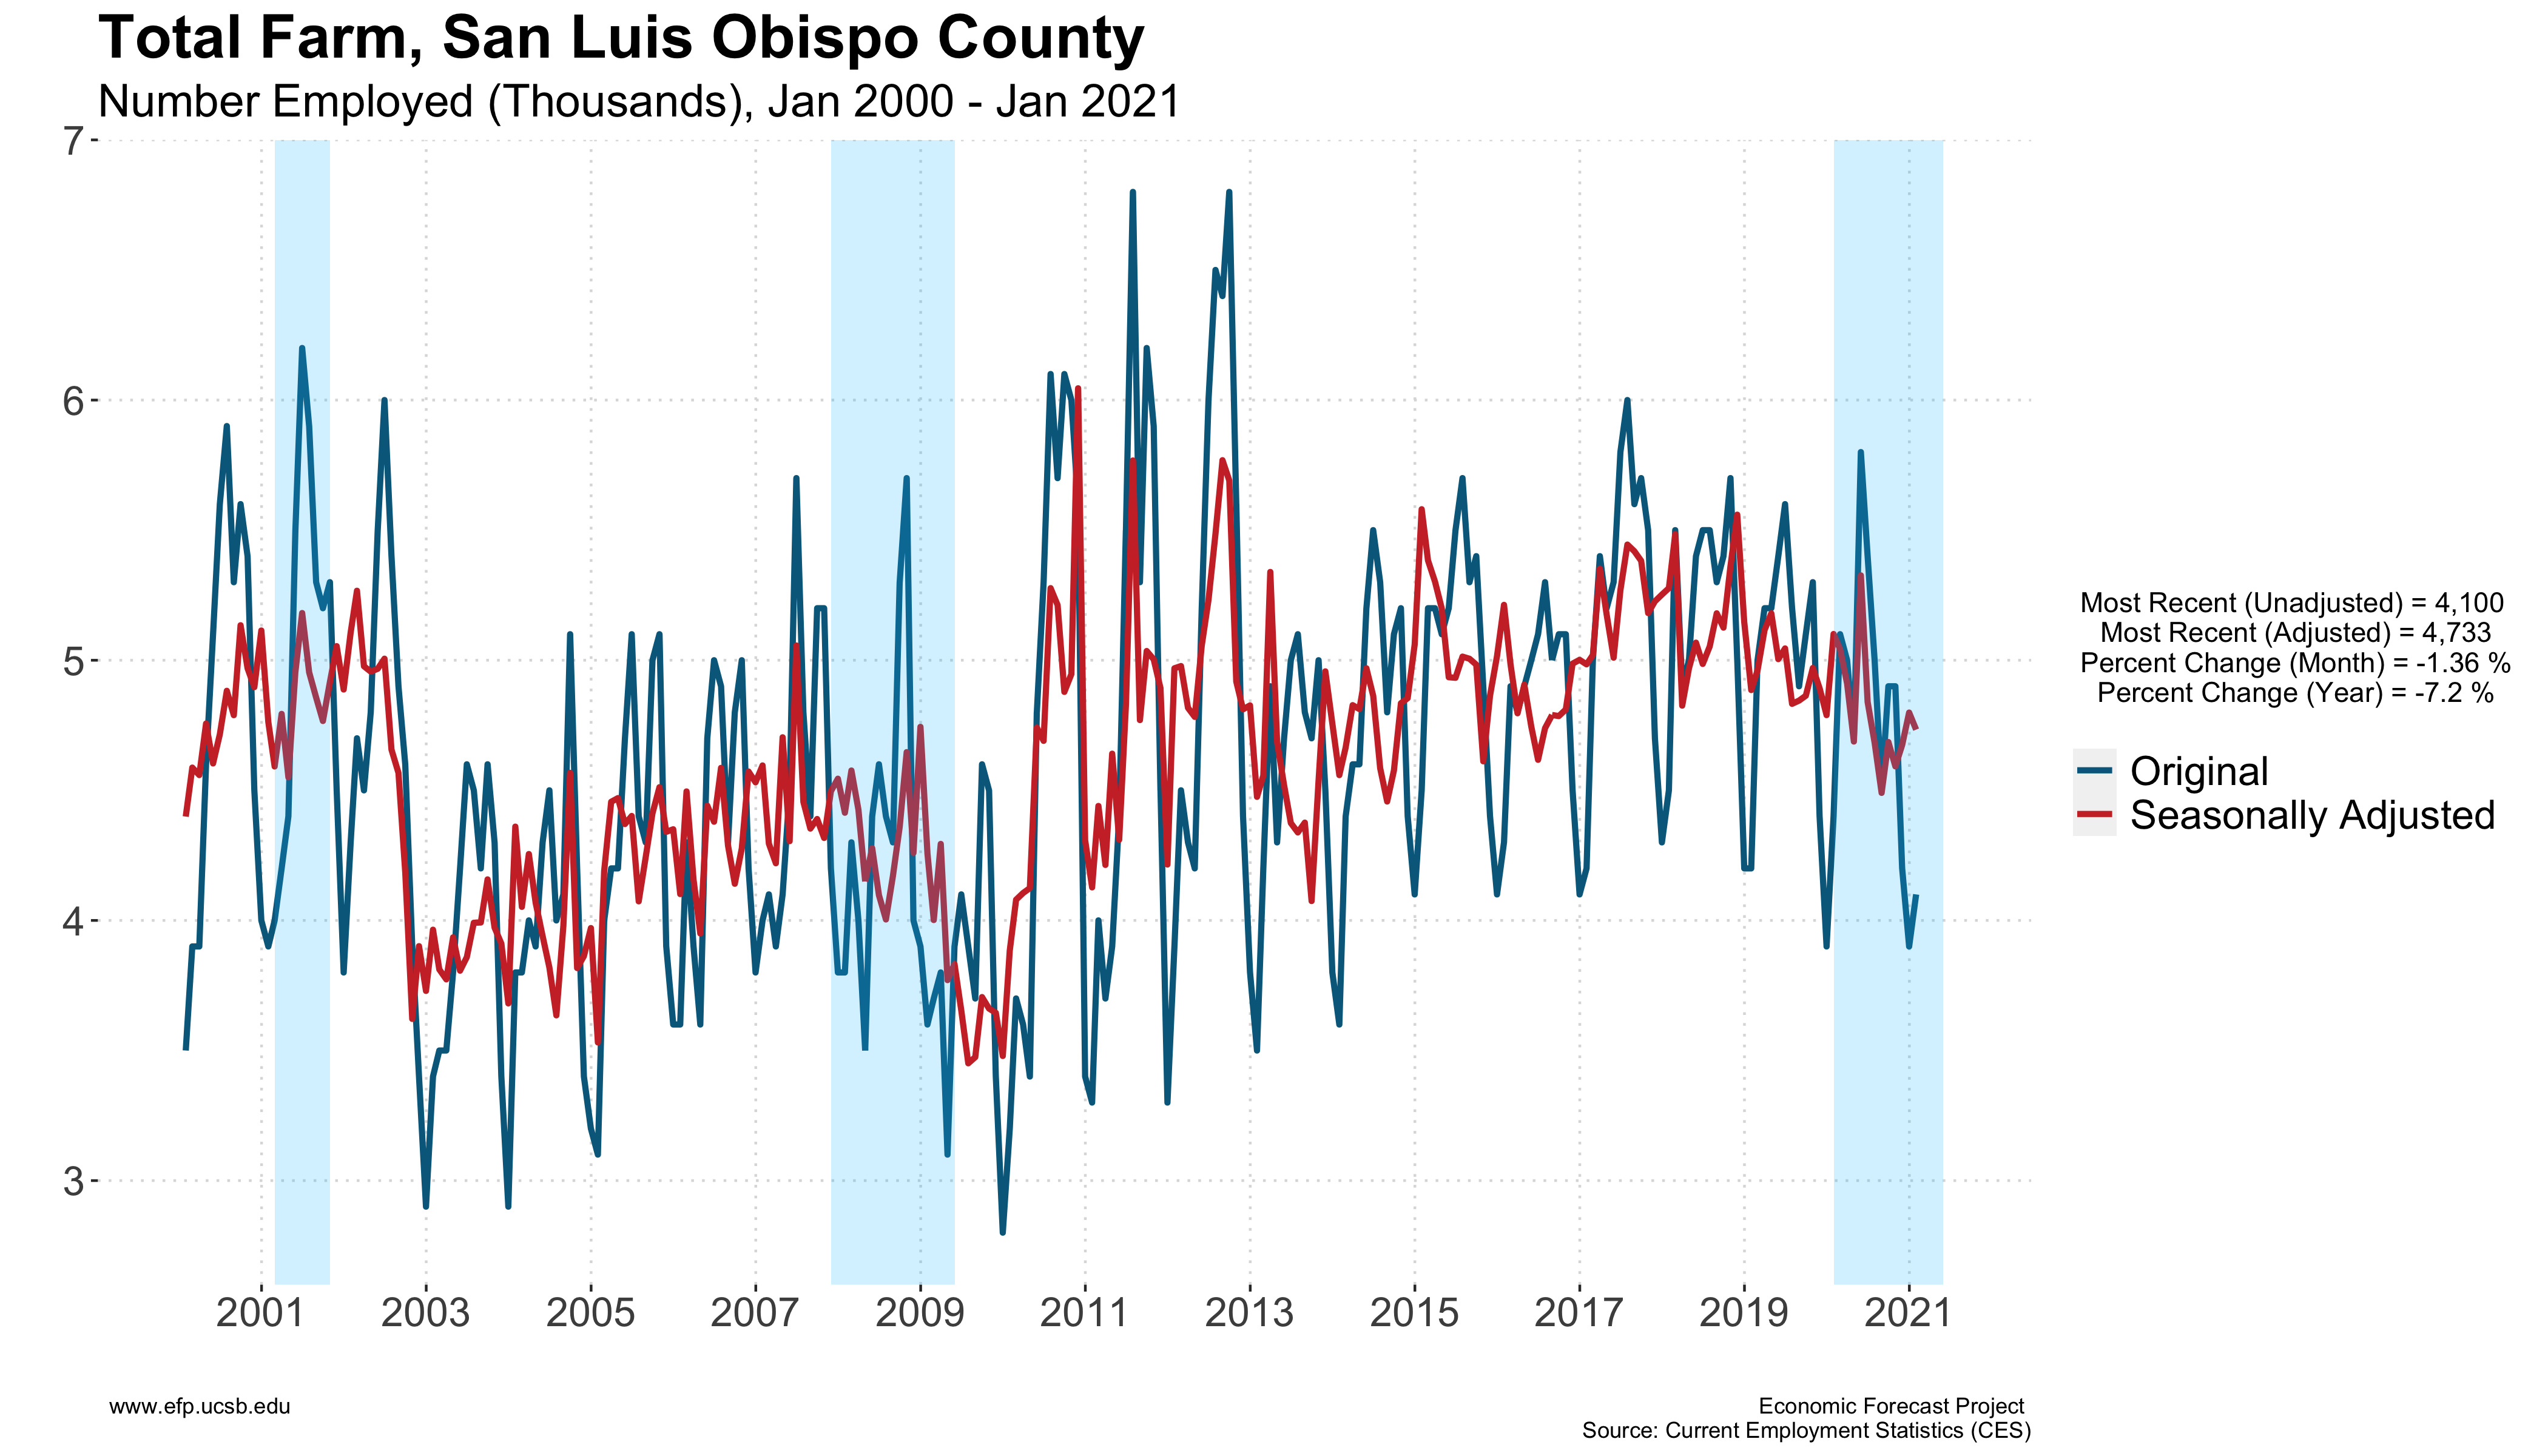 Total Farm, San Luis Obispo County
Number Employed (Thousands), Jan 2000 - Jan 2021
7
6
5
4
3
2001 2003 2005 2007 2009 2011 2013 2015 2017 2019 2021
Most Recent (Unadjusted) = 4,100
Most Recent (Adjusted) = 4,733
Percent Change (Month) = -1.36 %
Percent Change (Year) = -7.2 %
Original
Seasonally Adjusted
www.efp.ucsb.edu
Economic Forecast Project
Source: Current Employment Statistics (CES)